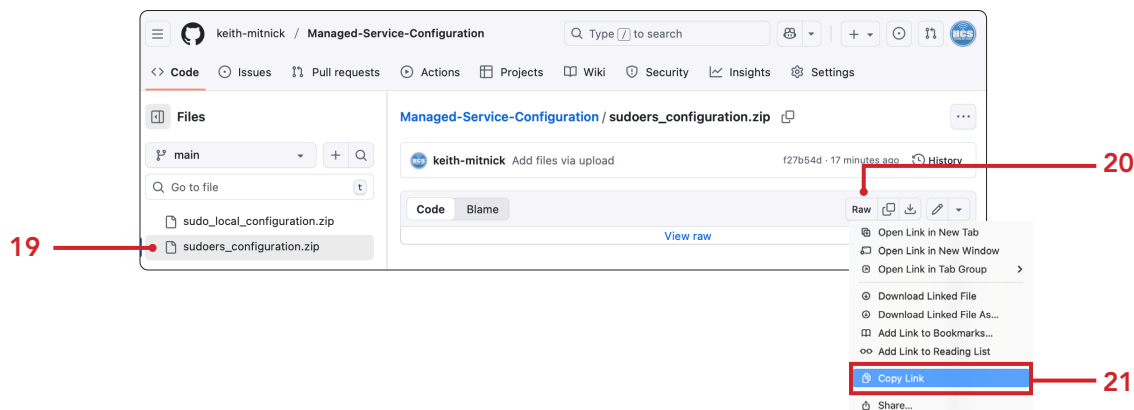 keith-mitnick / Managed-Service-Configuration
Type / to search
HCS
Code Issues Pull requests Actions Projects Wiki Security Insights Settings
Files
Managed-Service-Configuration / sudoers_configuration.zip
main
HCS keith-mitnick Add files via upload f27b54d · 17 minutes ago History
20
Go to file t
Code Blame Raw
sudo_local_configuration.zip
View raw
19
sudoers_configuration.zip
Open Link in New Tab
Open Link in New Window
Open Link in Tab Group
Download Linked File
Download Linked File As...
Add Link to Bookmarks...
Add Link to Reading List
Copy Link
21
Share...